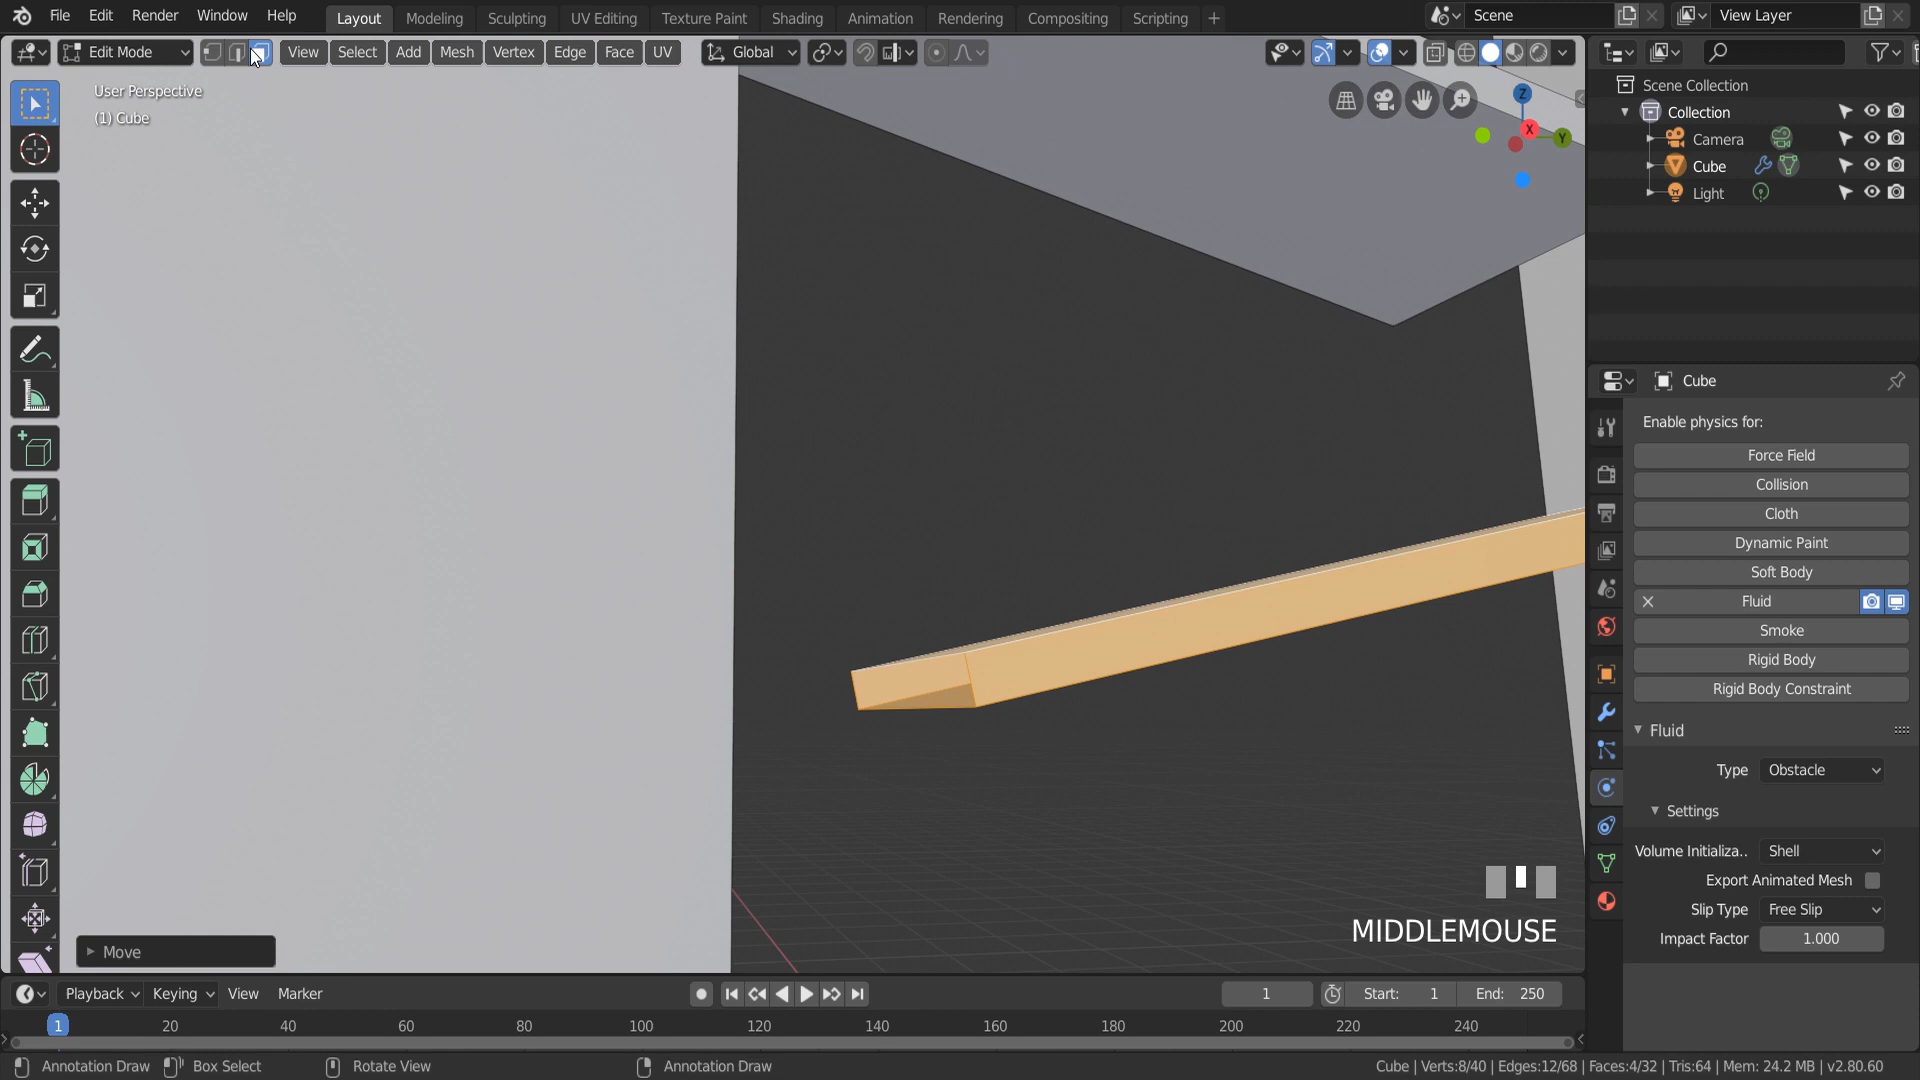 File Edit Render Window Help Layout Modeling Sculpting UV Editing Texture Paint Shading Animation Rendering Compositing Scripting + Scene View Layer
Edit Mode View Select Add Mesh Vertex Edge Face UV Global
User Perspective
(1) Cube
Z
X
Y
Scene Collection
Collection
Camera
Cube
Light
Cube
Enable physics for:
Force Field
Collision
Cloth
Dynamic Paint
Soft Body
Fluid
Smoke
Rigid Body
Rigid Body Constraint
Fluid
Type Obstacle
Settings
Volume Initializa.. Shell
Export Animated Mesh
Slip Type Free Slip
Impact Factor 1.000
MIDDLEMOUSE
Move
Playback Keying View Marker 1 Start: 1 End: 250
1 20 40 60 80 100 120 140 160 180 200 220 240
Annotation Draw Box Select Rotate View Annotation Draw Cube | Verts:8/40 | Edges:12/68 | Faces:4/32 | Tris:64 | Mem: 24.2 MB | v2.80.60